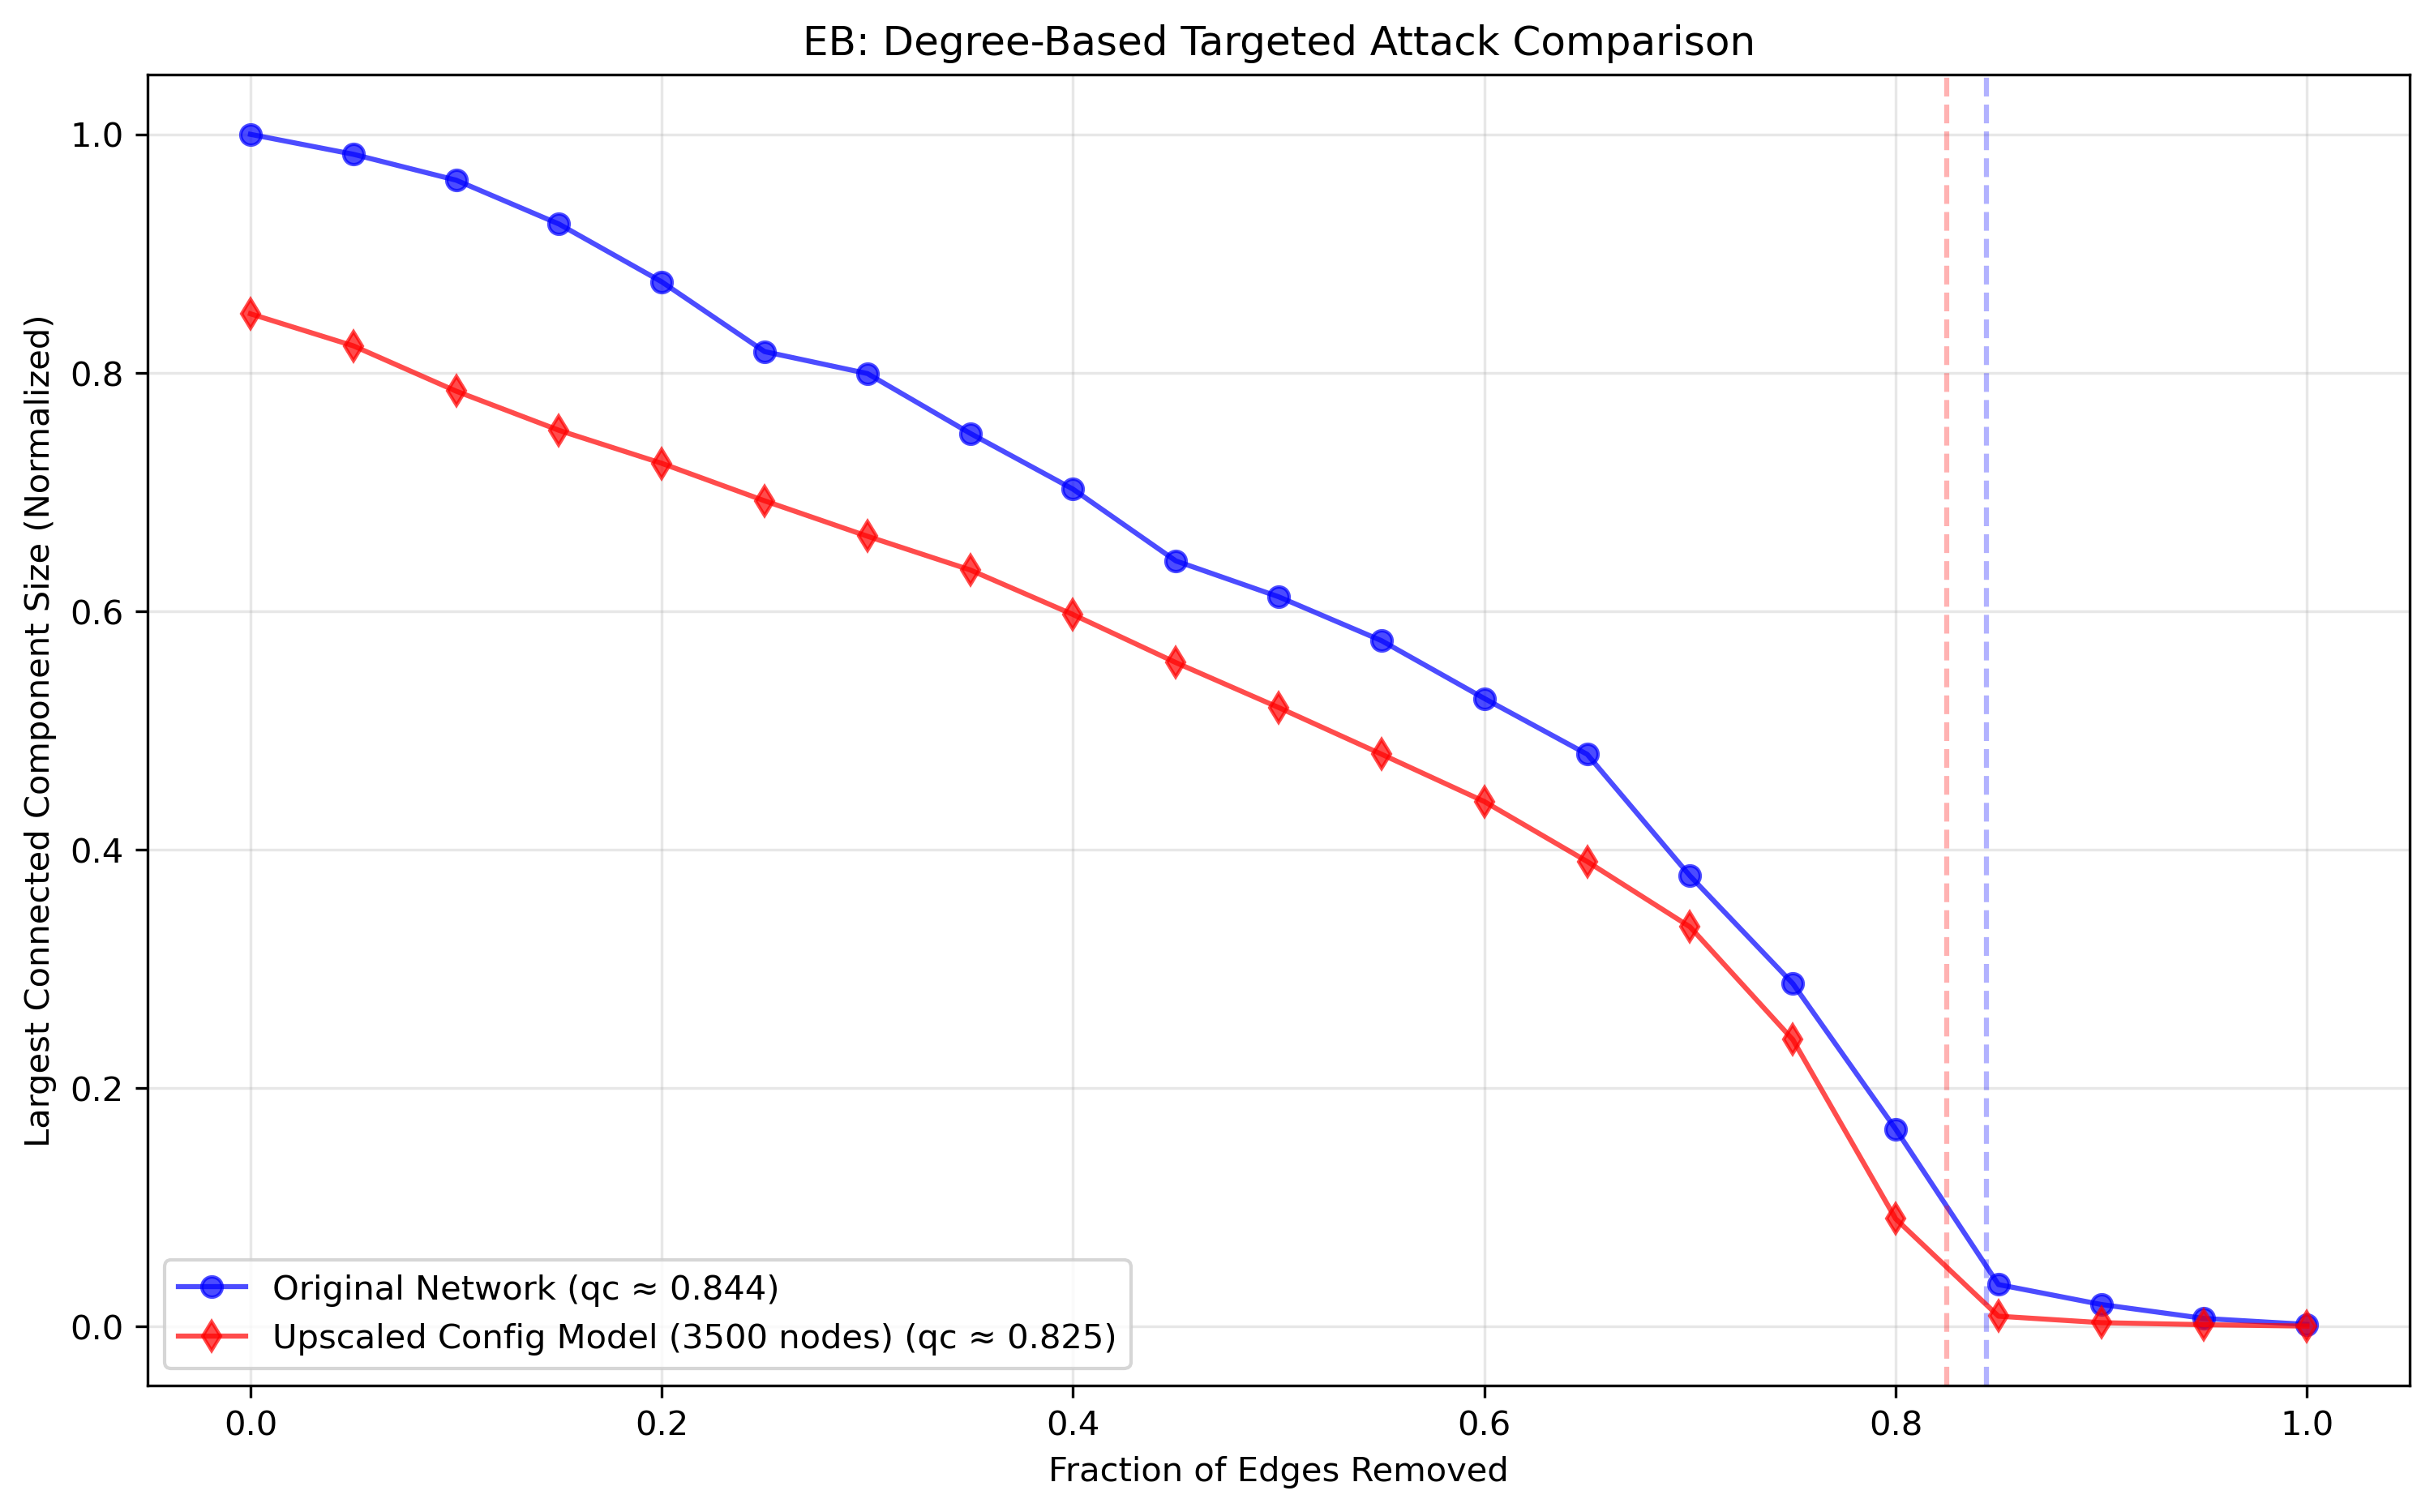 EB: Degree-Based Targeted Attack Comparison
Largest Connected Component Size (Normalized)
1.0
0.8
0.6
0.4
0.2
0.0
Original Network (qc ≈ 0.844)
Upscaled Config Model (3500 nodes) (qc ≈ 0.825)
0.0 0.2 0.4 0.6 0.8 1.0
Fraction of Edges Removed